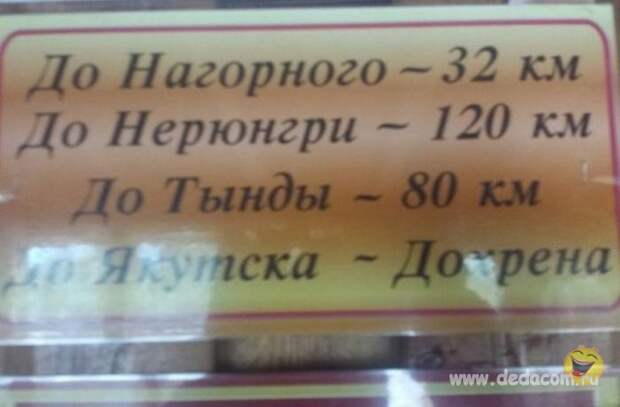 До Нагорного ~ 32 км
До Нерюнгри ~ 120 км
До Тынды ~ 80 км
До Якутска ~ Дохрена
www.dedacom.ru